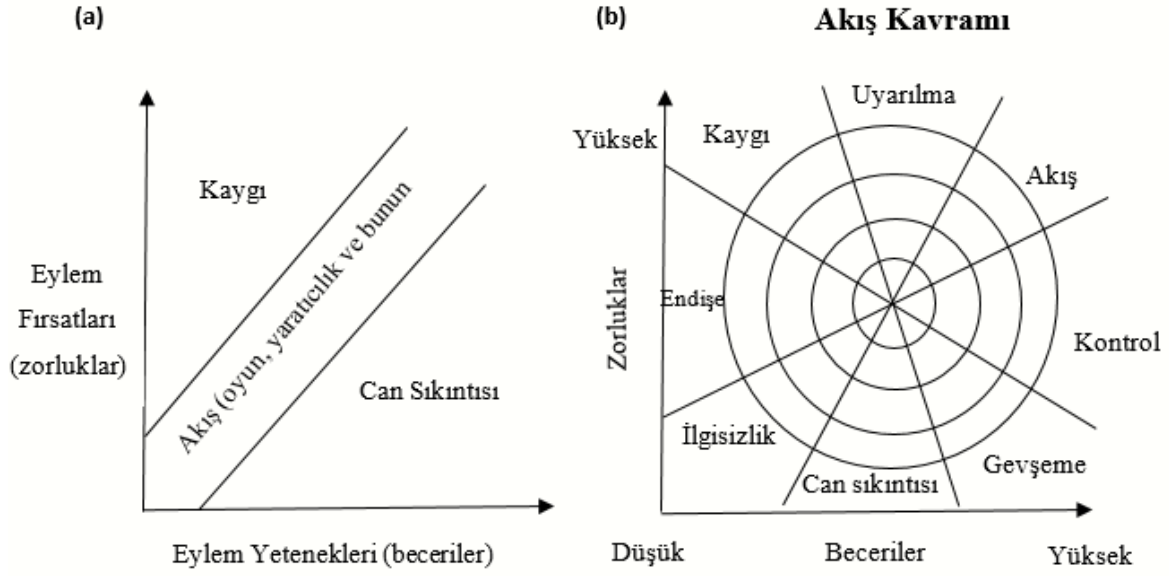 (a)
Kaygı
Akış (oyun, yaratıcılık ve bunun
Can Sıkıntısı
Eylem
Fırsatları
(zorluklar)
Eylem Yetenekleri (beceriler)
(b)
Akış Kavramı
Yüksek
Kaygı
Uyarılma
Akış
Endişe
Kontrol
İlgisizlik
Can sıkıntısı
Gevşeme
Zorluklar
Düşük
Beceriler
Yüksek